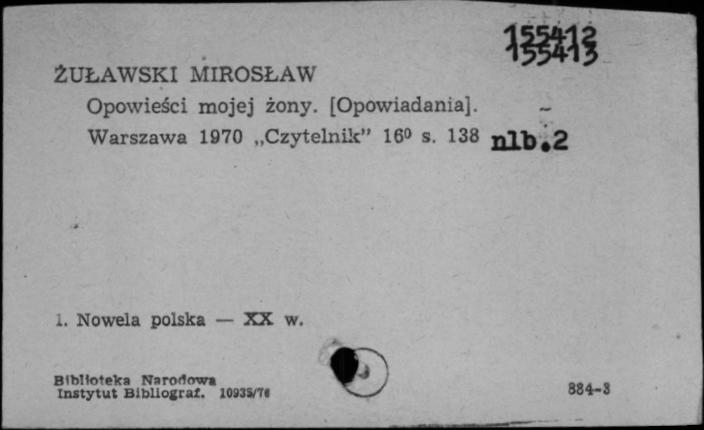 155412
155413
ŻUŁAWSKI MIROSŁAW
Opowieści mojej żony. [Opowiadania].
Warszawa 1970 „Czytelnik” 16⁰ s. 138 nlb.2
1. Nowela polska — XX w.
Biblioteka Narodowa
Instytut Bibliograf. 10935/76
884-3